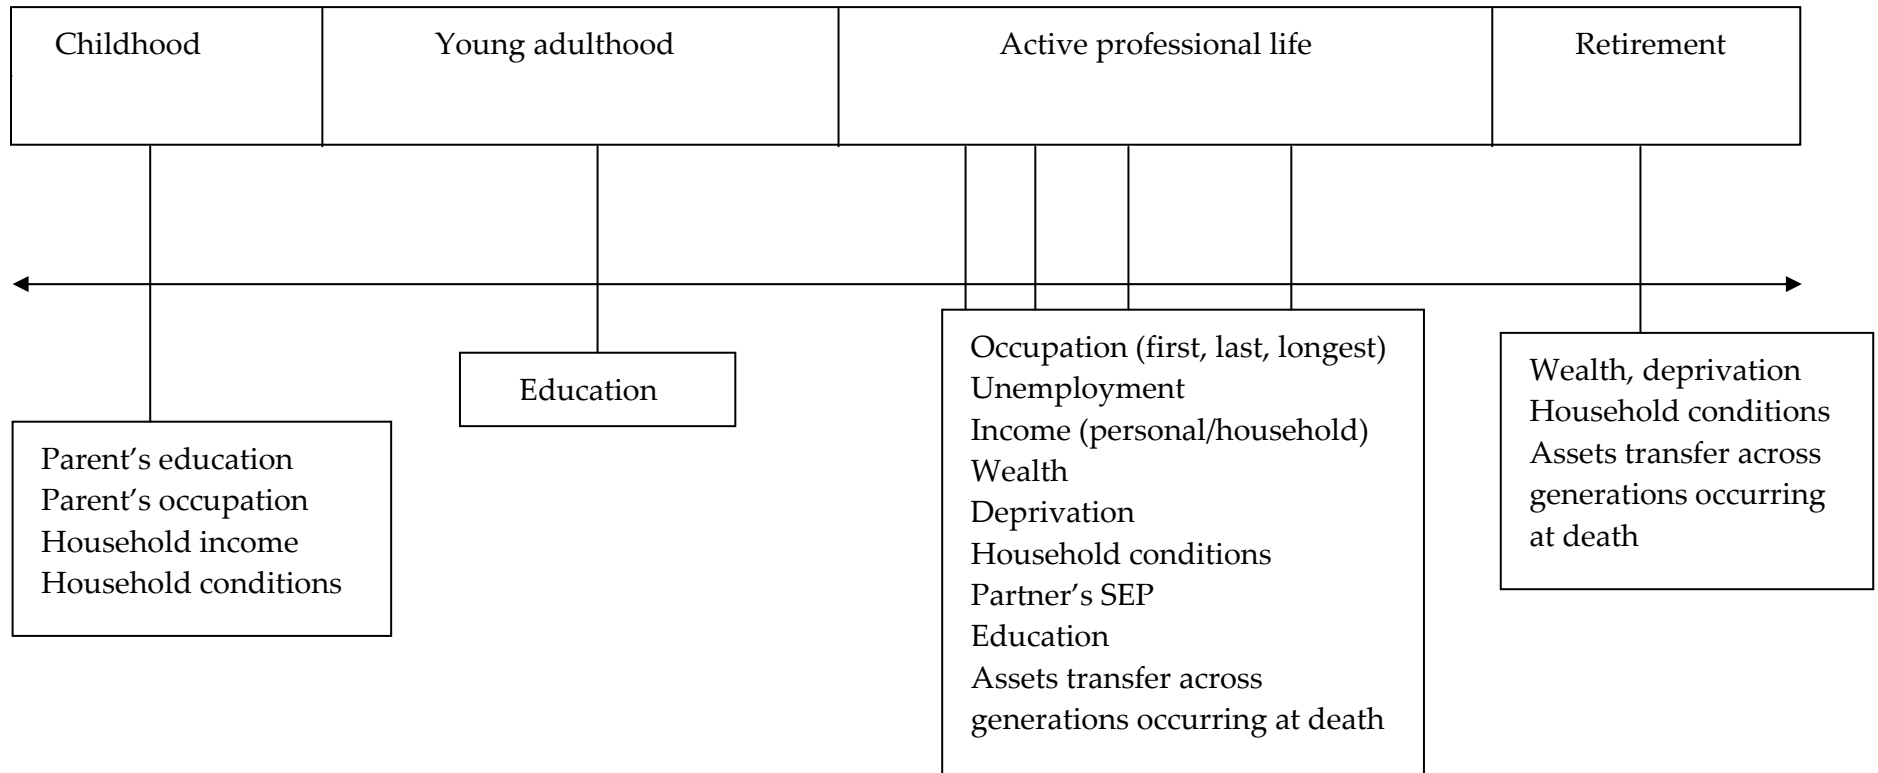 Childhood
Young adulthood
Active professional life
Retirement
Parent’s education
Parent’s occupation
Household income
Household conditions
Education
Occupation (first, last, longest)
Unemployment
Income (personal/household)
Wealth
Deprivation
Household conditions
Partner’s SEP
Education
Assets transfer across
generations occurring at death
Wealth, deprivation
Household conditions
Assets transfer across
generations occurring
at death